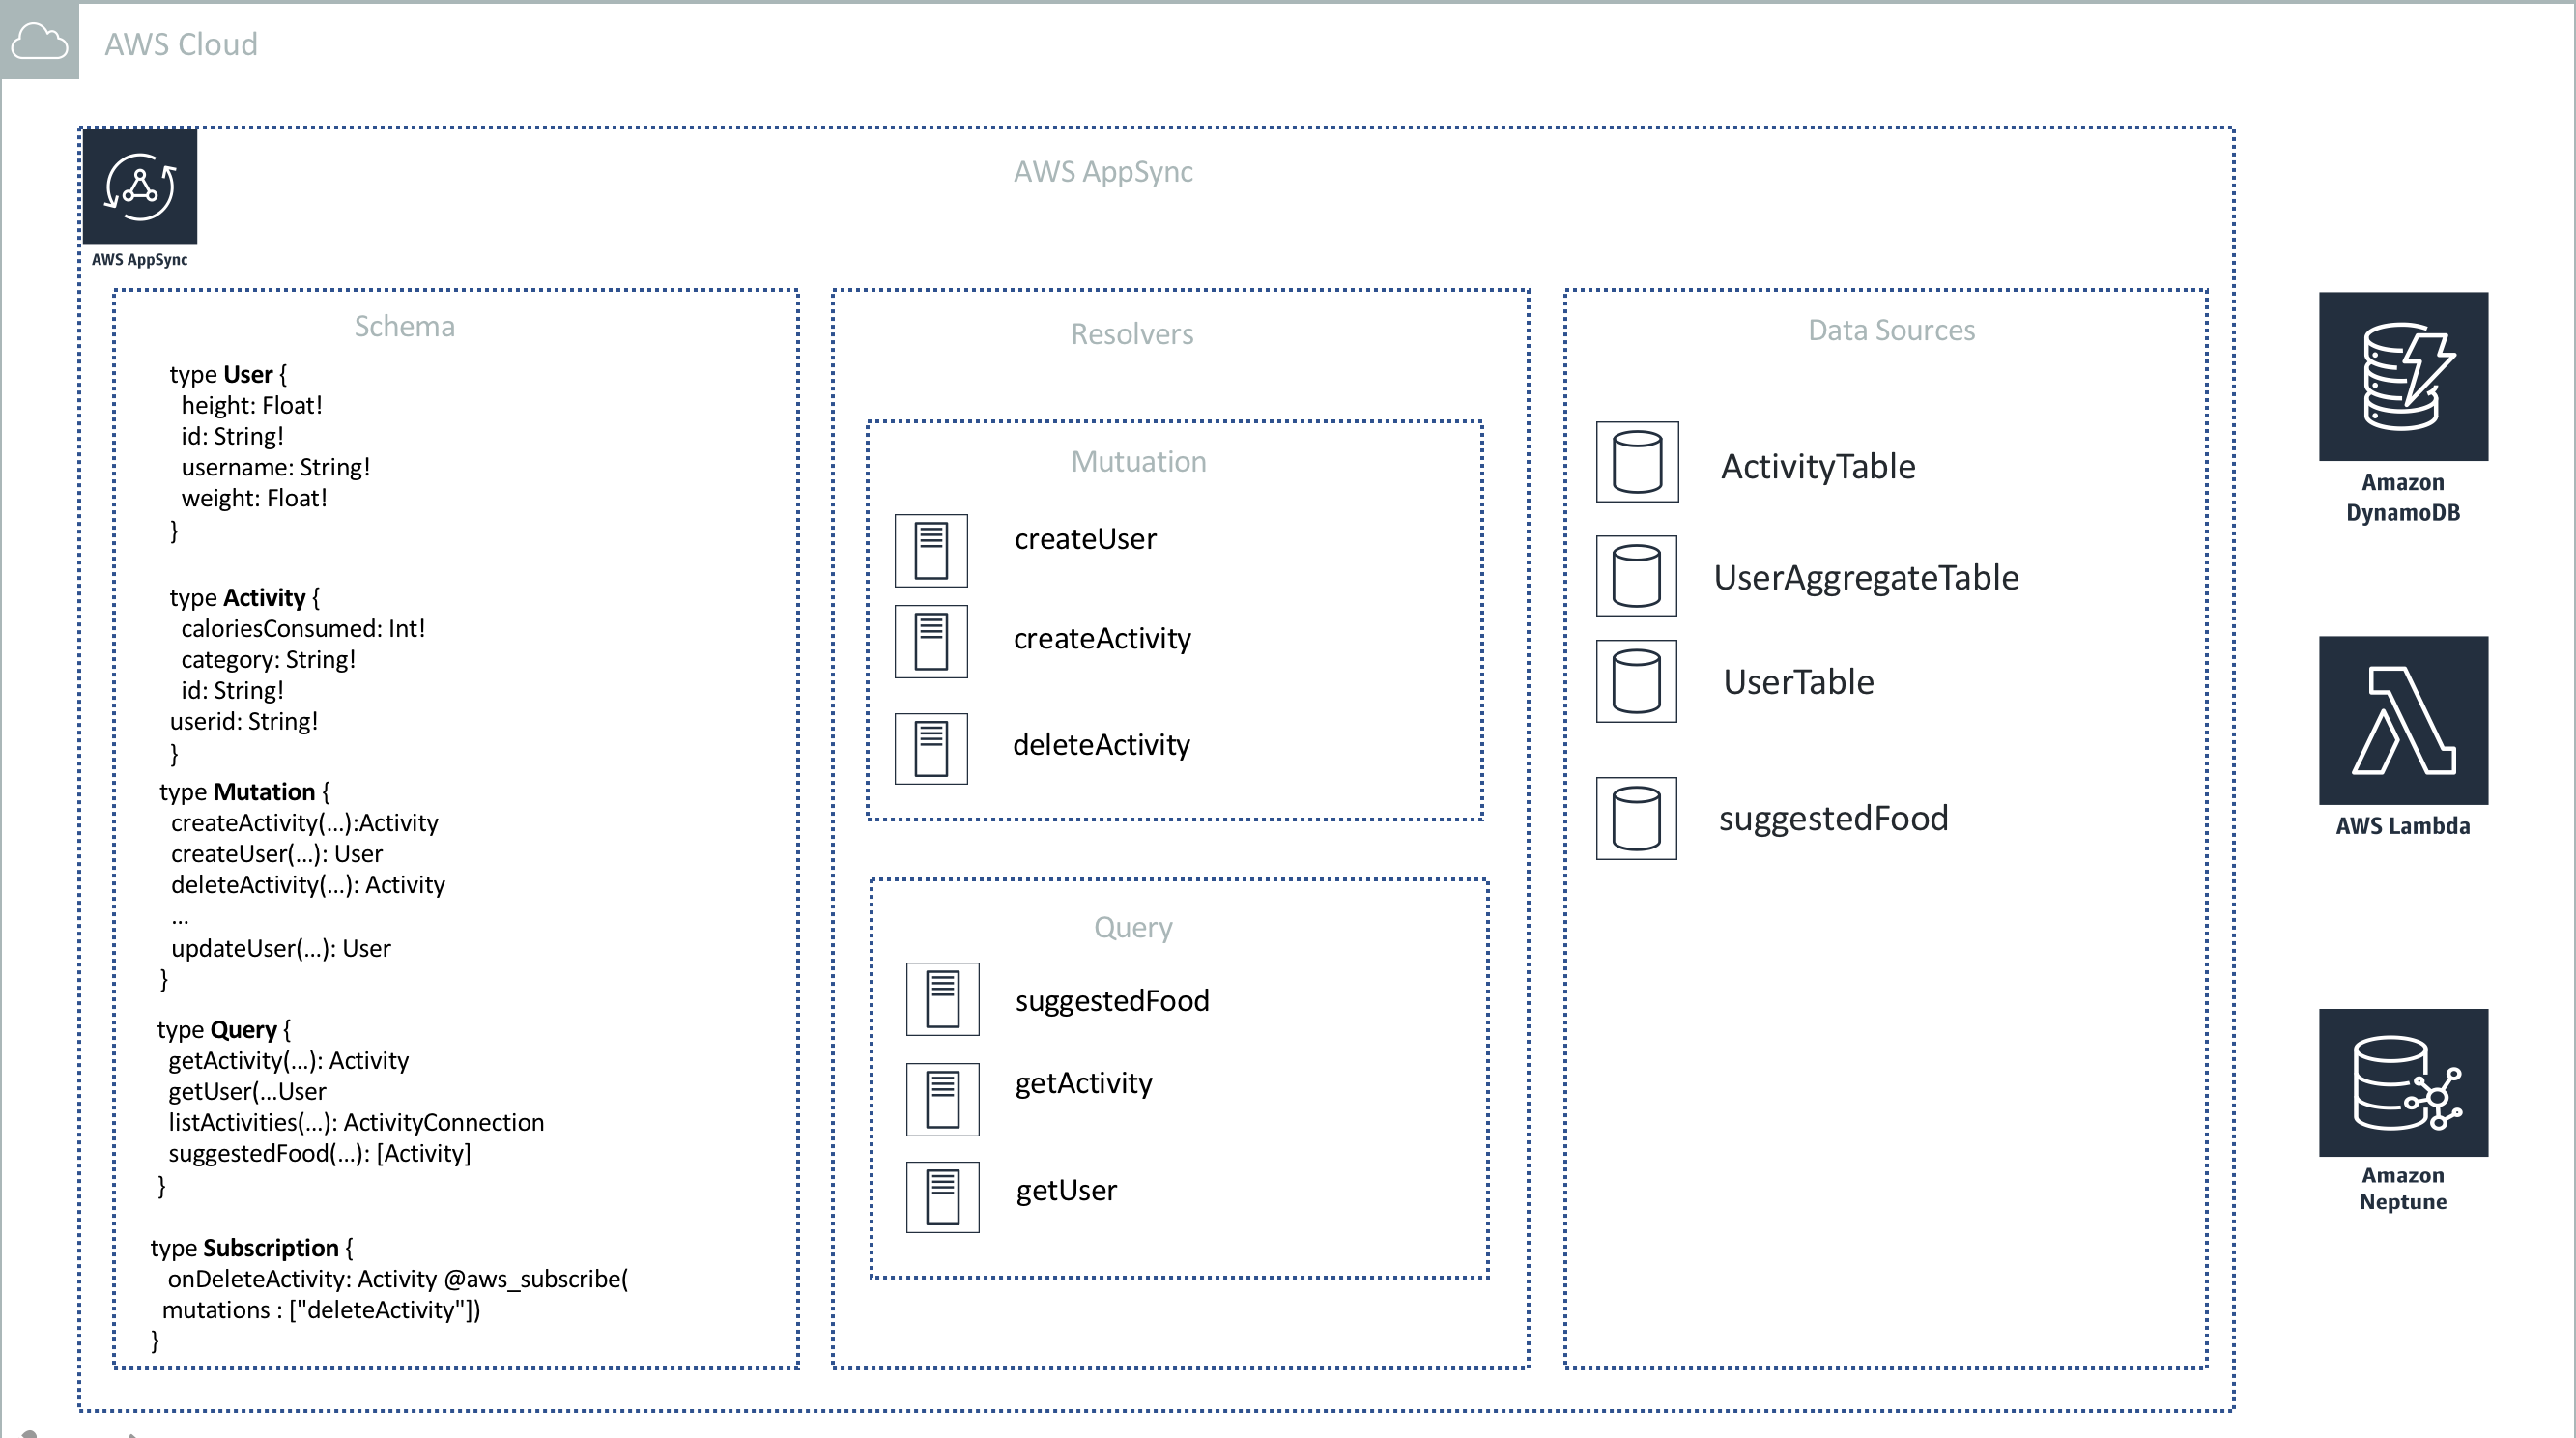 AWS Cloud
AWS AppSync
AWS AppSync
Schema
type User {
height: Float!
id: String!
username: String!
weight: Float!
}
type Activity {
caloriesConsumed: Int!
category: String!
id: String!
userid: String!
}
type Mutation {
createActivity(...):Activity
createUser(...): User
deleteActivity(...): Activity
...
updateUser(...): User
}
type Query {
getActivity(...): Activity
getUser(...User
listActivities(...): ActivityConnection
suggestedFood(...): [Activity]
}
type Subscription {
onDeleteActivity: Activity @aws_subscribe(
mutations : ["deleteActivity"])
}
Resolvers
Mutuation
createUser
createActivity
deleteActivity
Query
suggestedFood
getActivity
getUser
Data Sources
ActivityTable
UserAggregateTable
UserTable
suggestedFood
Amazon
DynamoDB
AWS Lambda
Amazon
Neptune